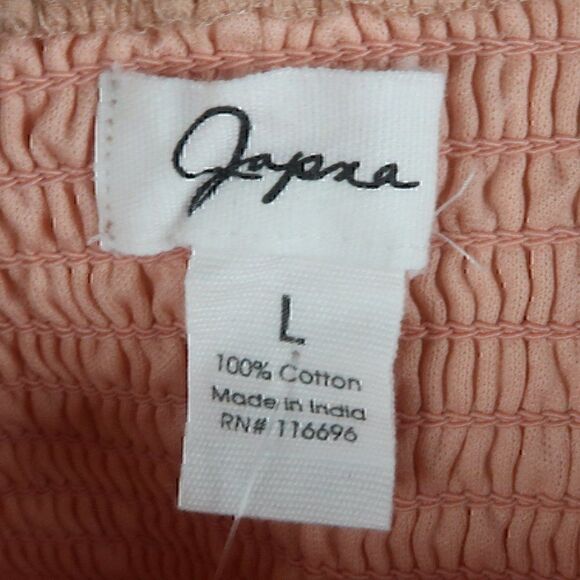 Japna
L
100% Cotton
Made in India
RN# 116696